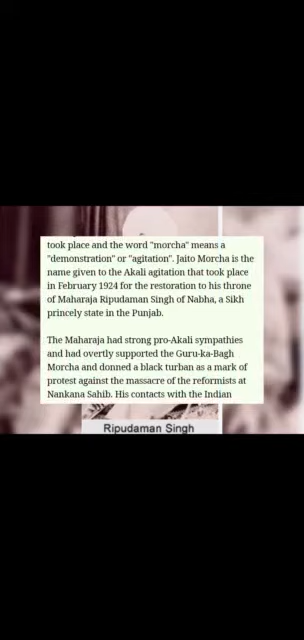 took place and the word "morcha" means a
"demonstration" or "agitation". Jaito Morcha is the
name given to the Akali agitation that took place
in February 1924 for the restoration to his throne
of Maharaja Ripudaman Singh of Nabha, a Sikh
princely state in the Punjab.
The Maharaja had strong pro-Akali sympathies
and had overtly supported the Guru-ka-Bagh
Morcha and donned a black turban as a mark of
protest against the massacre of the reformists at
Nankana Sahib. His contacts with the Indian
Ripudaman Singh